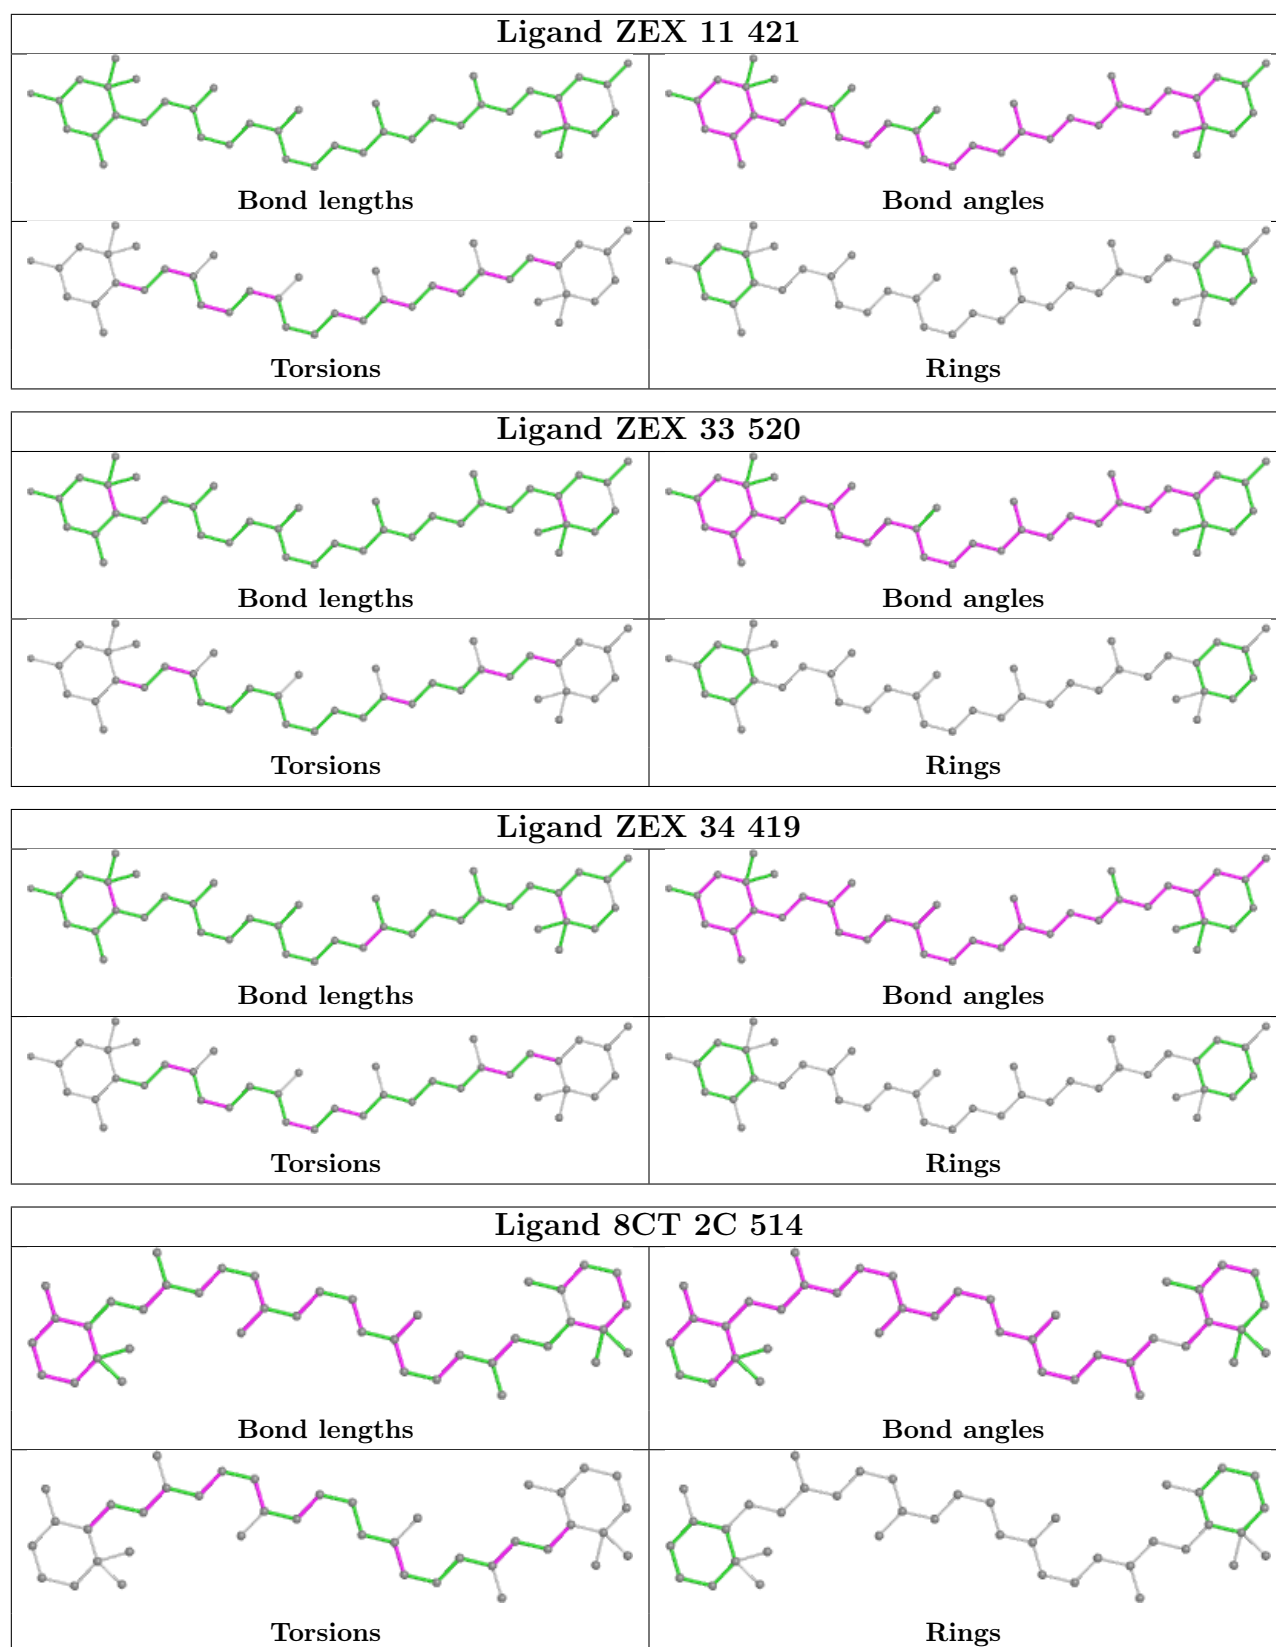 Ligand ZEX 11 421
Bond lengths
Bond angles
Torsions
Rings
Ligand ZEX 33 520
Bond lengths
Bond angles
Torsions
Rings
Ligand ZEX 34 419
Bond lengths
Bond angles
Torsions
Rings
Ligand 8CT 2C 514
Bond lengths
Bond angles
Torsions
Rings